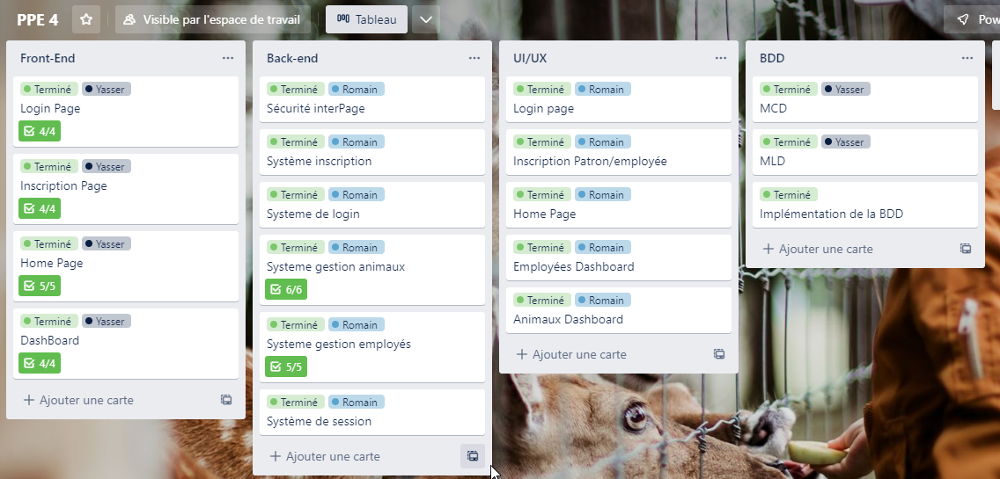 PPE 4
Visible par l'espace de travail
Tableau
Front-End
Terminé Yasser
Login Page
4/4
Terminé Yasser
Inscription Page
4/4
Terminé Yasser
Home Page
5/5
Terminé Yasser
DashBoard
4/4
Ajouter une carte
Back-end
Terminé Romain
Sécurité interPage
Terminé Romain
Système inscription
Terminé Romain
Systeme de login
Terminé Romain
Systeme gestion animaux
6/6
Terminé Romain
Systeme gestion employés
5/5
Terminé Romain
Système de session
Ajouter une carte
UI/UX
Terminé Romain
Login page
Terminé Romain
Inscription Patron/employée
Terminé Romain
Home Page
Terminé Romain
Employées Dashboard
Terminé Romain
Animaux Dashboard
Ajouter une carte
BDD
Terminé Yasser
MCD
Terminé Yasser
MLD
Terminé
Implémentation de la BDD
Ajouter une carte